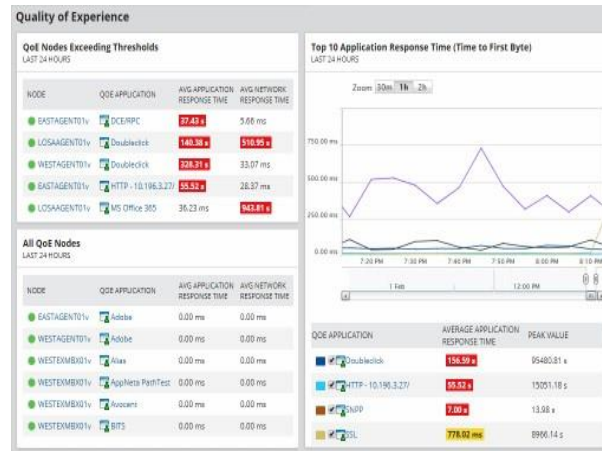 Quality of Experience
QoE Nodes Exceeding Thresholds
LAST 24 HOURS
NODE QOE APPLICATION AVG APPLICATION RESPONSE TIME AVG NETWORK RESPONSE TIME
EASTAGENT01v DCE/RPC 37.43 s 5.66 ms
LOSAAGENT01v Doubleclick 140.38 s 510.95 s
WESTAGENT01v Doubleclick 328.31 s 33.07 ms
EASTAGENT01v HTTP - 10.196.3.27/ 55.52 s 28.37 ms
LOSAAGENT01v MS Office 365 36.23 ms 943.81 s
All QoE Nodes
LAST 24 HOURS
NODE QOE APPLICATION AVG APPLICATION RESPONSE TIME AVG NETWORK RESPONSE TIME
EASTAGENT01v Adobe 0.00 ms 0.00 ms
WESTAGENT01v Adobe 0.00 ms 0.00 ms
WESTEXMBX01v Alias 0.00 ms 0.00 ms
WESTEXMBX01v AppNeta PathTest 0.00 ms 0.00 ms
WESTEXMBX01v Avocent 0.00 ms 0.00 ms
WESTEXMBX01v BITS 0.00 ms 0.00 ms
Top 10 Application Response Time (Time to First Byte)
LAST 24 HOURS
Zoom 30m 1h 2h
750.00 ms
500.00 ms
250.00 ms
0.00 ms
7:20 PM 7:30 PM 7:40 PM 7:50 PM 8:00 PM 8:10 PM
1 Feb 12:00 PM
QOE APPLICATION AVERAGE APPLICATION RESPONSE TIME PEAK VALUE
Doubleclick 156.59 s 95480.81 s
HTTP - 10.196.3.27/ 55.52 s 15051.18 s
SNPP 7.00 s 13.98 s
SSL 778.02 ms 8966.14 s